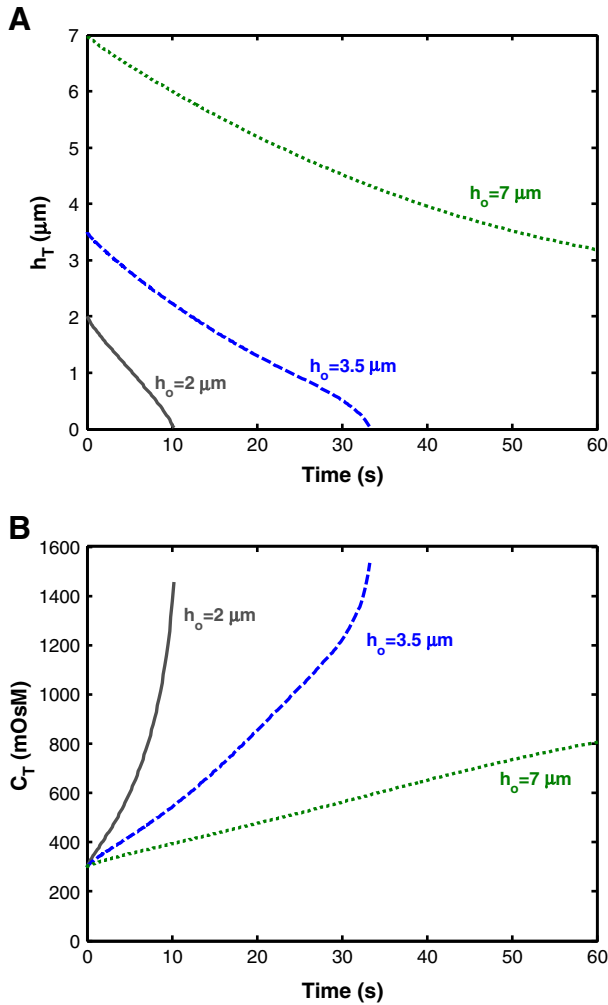 A
7
6
5
4
3
2
1
0
h_T (μm)
h_o=7 μm
h_o=3.5 μm
h_o=2 μm
0 10 20 30 40 50 60
Time (s)
B
1600
1400
1200
1000
800
600
400
200
0
C_T (mOsM)
h_o=2 μm
h_o=3.5 μm
h_o=7 μm
0 10 20 30 40 50 60
Time (s)